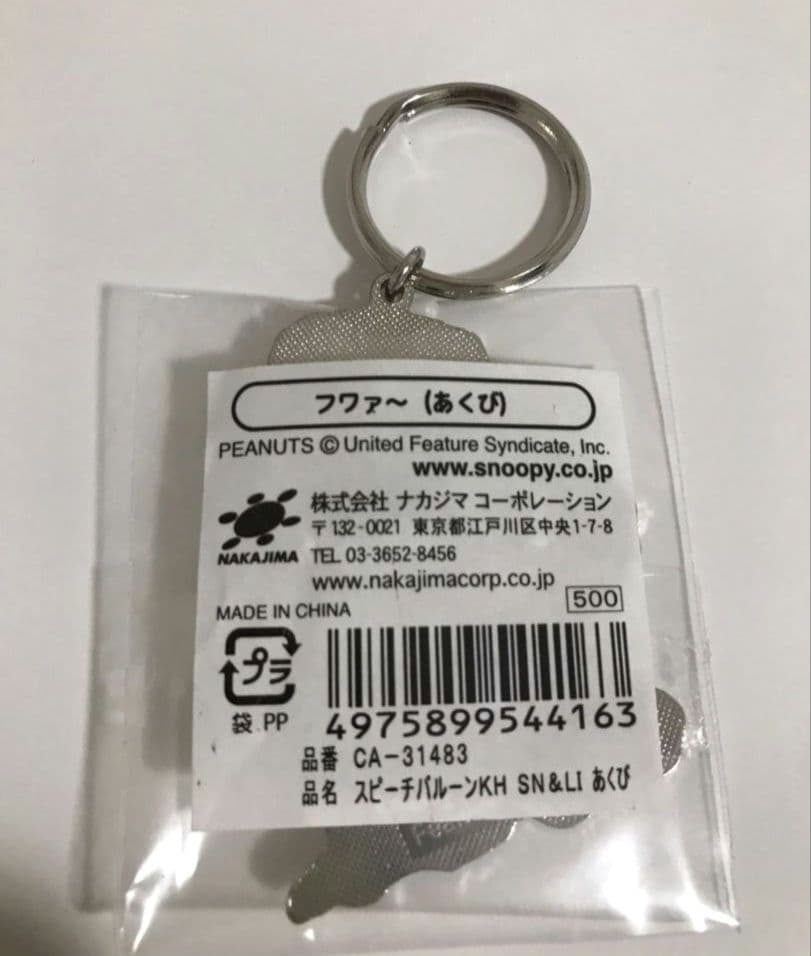 フワァ～ (あくび)
PEANUTS © United Feature Syndicate, Inc.
www.snoopy.co.jp
株式会社 ナカジマ コーポレーション
〒132-0021 東京都江戸川区中央1-7-8
NAKAJIMA TEL 03-3652-8456
www.nakajimacorp.co.jp
500
MADE IN CHINA
プラ
袋 PP
4975899544163
品番 CA-31483
品名 スピーチバルーンKH SN&LI あくび